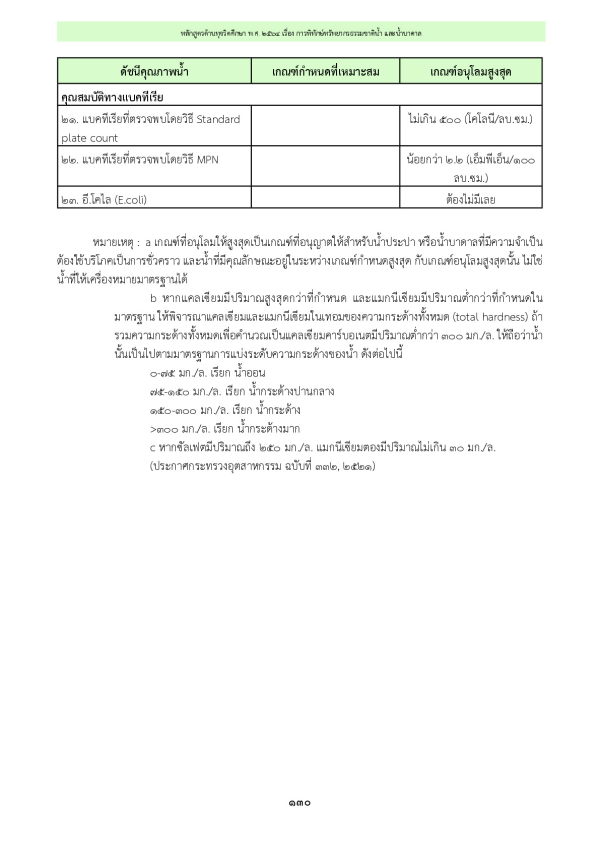 หลักสูตรต้านทุจริตศึกษา พ.ศ. ๒๕๖๔ เรื่อง การพิทักษ์ทรัพยากรธรรมชาติน้ำ และน้ำบาดาล
ดัชนีคุณภาพน้ำ เกณฑ์กำหนดที่เหมาะสม เกณฑ์อนุโลมสูงสุด
คุณสมบัติทางแบคทีเรีย
๒๑. แบคทีเรียที่ตรวจพบโดยวิธี Standard ไม่เกิน ๕๐๐ (โคโลนี/ลบ.ซม.)
plate count
๒๒. แบคทีเรียที่ตรวจพบโดยวิธี MPN น้อยกว่า ๒.๒ (เอ็มพีเอ็น/๑๐๐
ลบ.ซม.)
๒๓. อี.โคไล (E.coli) ต้องไม่มีเลย
หมายเหตุ : a เกณฑ์ที่อนุโลมให้สูงสุดเป็นเกณฑ์ที่อนุญาตให้สำหรับน้ำประปา หรือน้ำบาดาลที่มีความจำเป็น
ต้องใช้บริโภคเป็นการชั่วคราว และน้ำที่มีคุณลักษณะอยู่ในระหว่างเกณฑ์กำหนดสูงสุด กับเกณฑ์อนุโลมสูงสุดนั้น ไม่ใช่
น้ำที่ให้เครื่องหมายมาตรฐานได้
b หากแคลเซียมมีปริมาณสูงสุดกว่าที่กำหนด และแมกนีเซียมมีปริมาณต่ำกว่าที่กำหนดใน
มาตรฐาน ให้พิจารณาแคลเซียมและแมกนีเซียมในเทอมของความกระด้างทั้งหมด (total hardness) ถ้า
รวมความกระด้างทั้งหมดเพื่อคำนวณเป็นแคลเซียมคาร์บอเนตมีปริมาณต่ำกว่า ๓๐๐ มก./ล. ให้ถือว่าน้ำ
นั้นเป็นไปตามมาตรฐานการแบ่งระดับความกระด้างของน้ำ ดังต่อไปนี้
๐-๗๕ มก./ล. เรียก น้ำออน
๗๕-๑๕๐ มก./ล. เรียก น้ำกระด้างปานกลาง
๑๕๐-๓๐๐ มก./ล. เรียก น้ำกระด้าง
>๓๐๐ มก./ล. เรียก น้ำกระด้างมาก
c หากซัลเฟตมีปริมาณถึง ๒๕๐ มก./ล. แมกนีเซียมตองมีปริมาณไม่เกิน ๓๐ มก./ล.
(ประกาศกระทรวงอุตสาหกรรม ฉบับที่ ๓๓๒, ๒๕๒๑)
๑๓๐